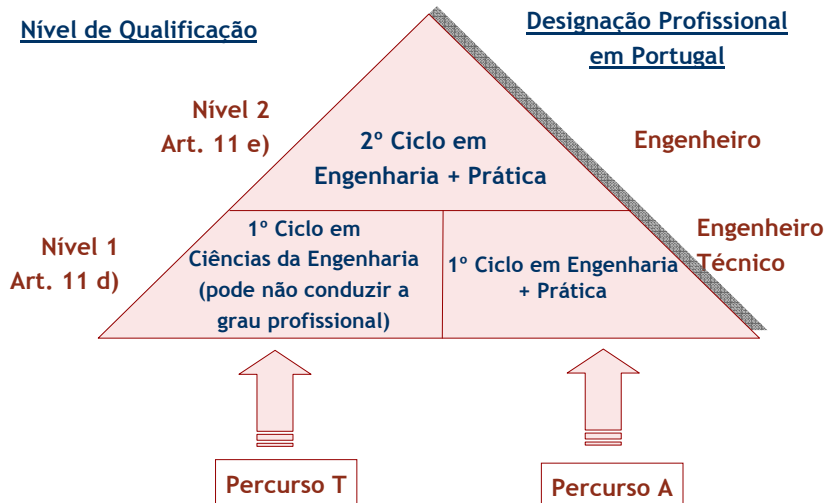 Nível de Qualificação
Designação Profissional
em Portugal
Nível 2
Art. 11 e)
2º Ciclo em
Engenharia + Prática
Engenheiro
Nível 1
Art. 11 d)
1º Ciclo em
Ciências da Engenharia
(pode não conduzir a
grau profissional)
1º Ciclo em Engenharia
+ Prática
Engenheiro
Técnico
Percurso T
Percurso A